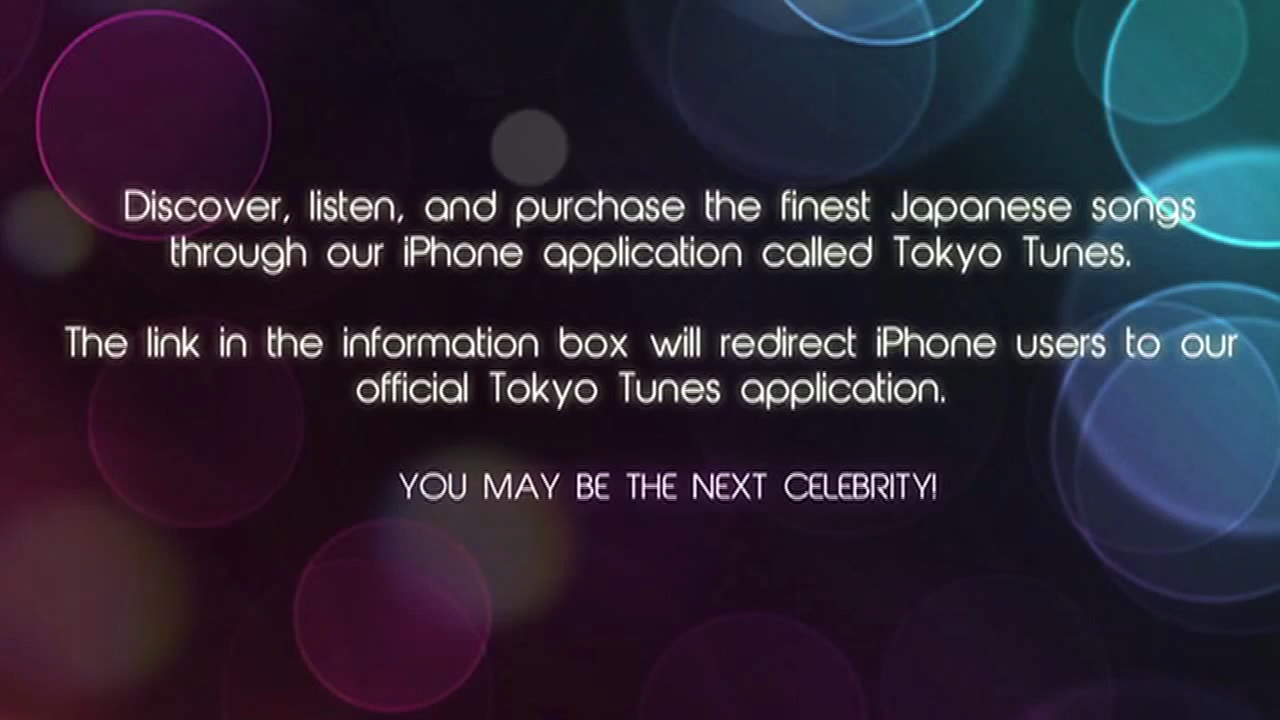 Discover, listen, and purchase the finest Japanese songs
through our iPhone application called Tokyo Tunes.
The link in the information box will redirect iPhone users to our
official Tokyo Tunes application.
YOU MAY BE THE NEXT CELEBRITY!